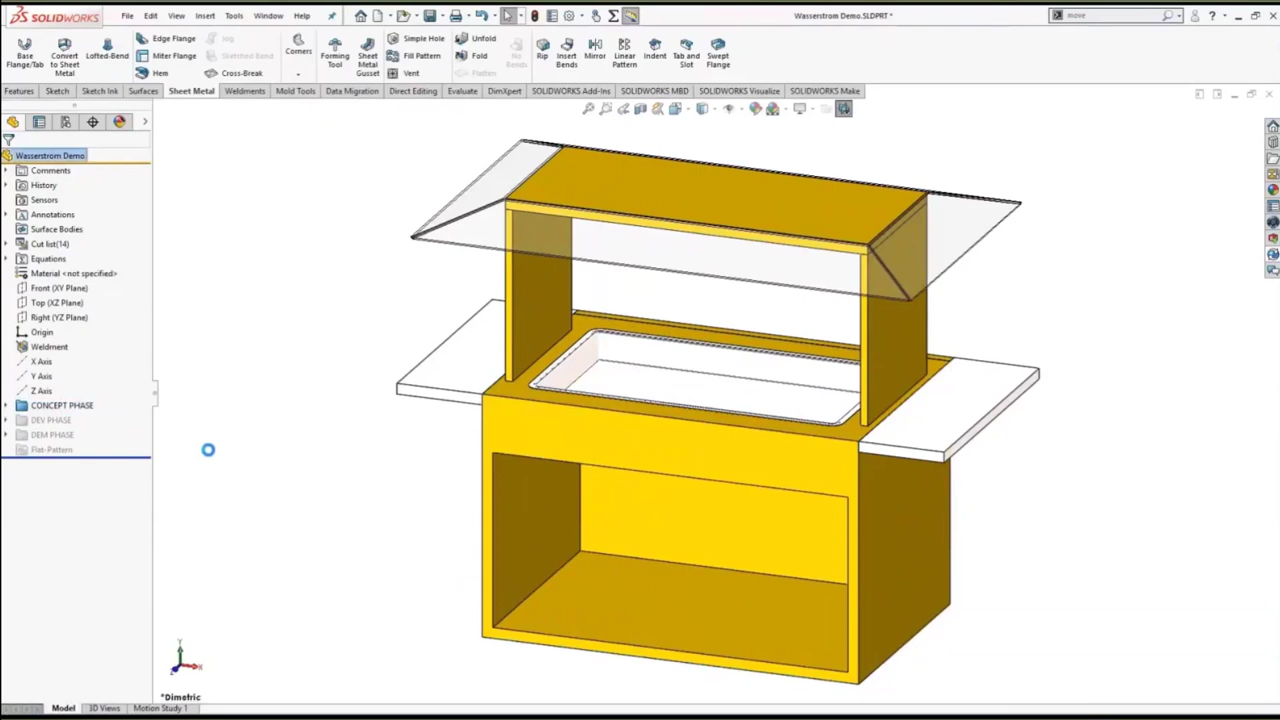 SOLIDWORKS File Edit View Insert Tools Window Help Wasserstrom Demo.SLDPRT * move
Base Flange/Tab
Convert to Sheet Metal
Lofted-Bend
Edge Flange
Miter Flange
Hem
Jog
Sketched Bend
Cross-Break
Corners
Forming Tool
Sheet Metal Gusset
Simple Hole
Fill Pattern
Vent
Unfold
Fold
Flatten
No Bends
Rip
Insert Bends
Mirror
Linear Pattern
Indent
Tab and Slot
Swept Flange
Features Sketch Sketch Ink Surfaces Sheet Metal Weldments Mold Tools Data Migration Direct Editing Evaluate DimXpert SOLIDWORKS Add-Ins SOLIDWORKS MBD SOLIDWORKS Visualize SOLIDWORKS Make
Wasserstrom Demo
Comments
History
Sensors
Annotations
Surface Bodies
Cut list(14)
Equations
Material <not specified>
Front (XY Plane)
Top (XZ Plane)
Right (YZ Plane)
Origin
Weldment
X Axis
Y Axis
Z Axis
CONCEPT PHASE
DEV PHASE
DEM PHASE
Flat-Pattern
Y
X
Z
*Dimetric
Model 3D Views Motion Study 1